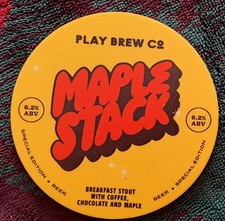 PLAY BREW CO
MAPLE
STACK
6.2%
ABV
6.2%
ABV
SPECIAL EDITION • BEER
BEER • SPECIAL EDITION
BREAKFAST STOUT
WITH COFFEE,
CHOCOLATE AND MAPLE